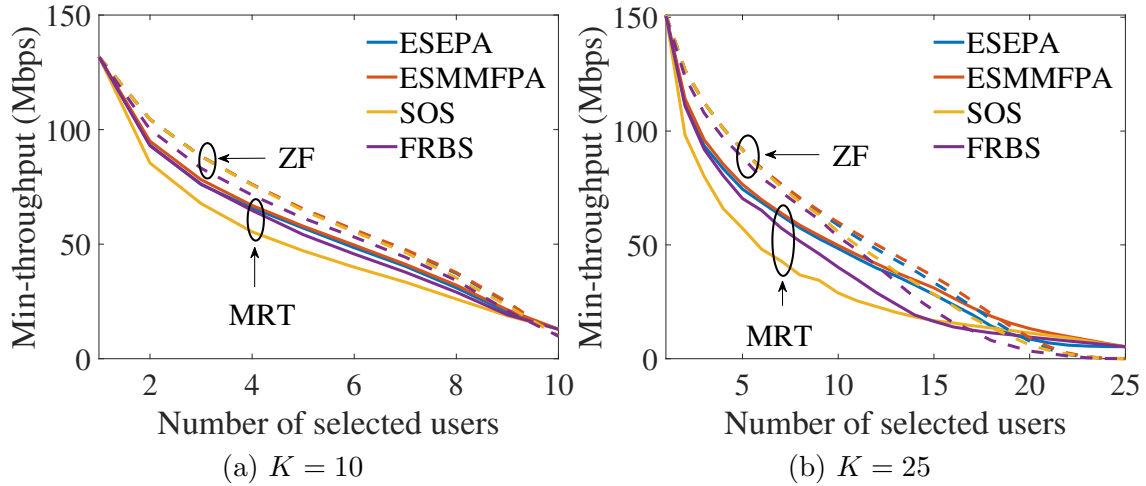 150
100
50
0
Min-throughput (Mbps)
ESEPA
ESMMFPA
SOS
FRBS
ZF
MRT
2 4 6 8 10
Number of selected users
(a) K = 10
150
100
50
0
Min-throughput (Mbps)
ESEPA
ESMMFPA
SOS
FRBS
ZF
MRT
5 10 15 20 25
Number of selected users
(b) K = 25